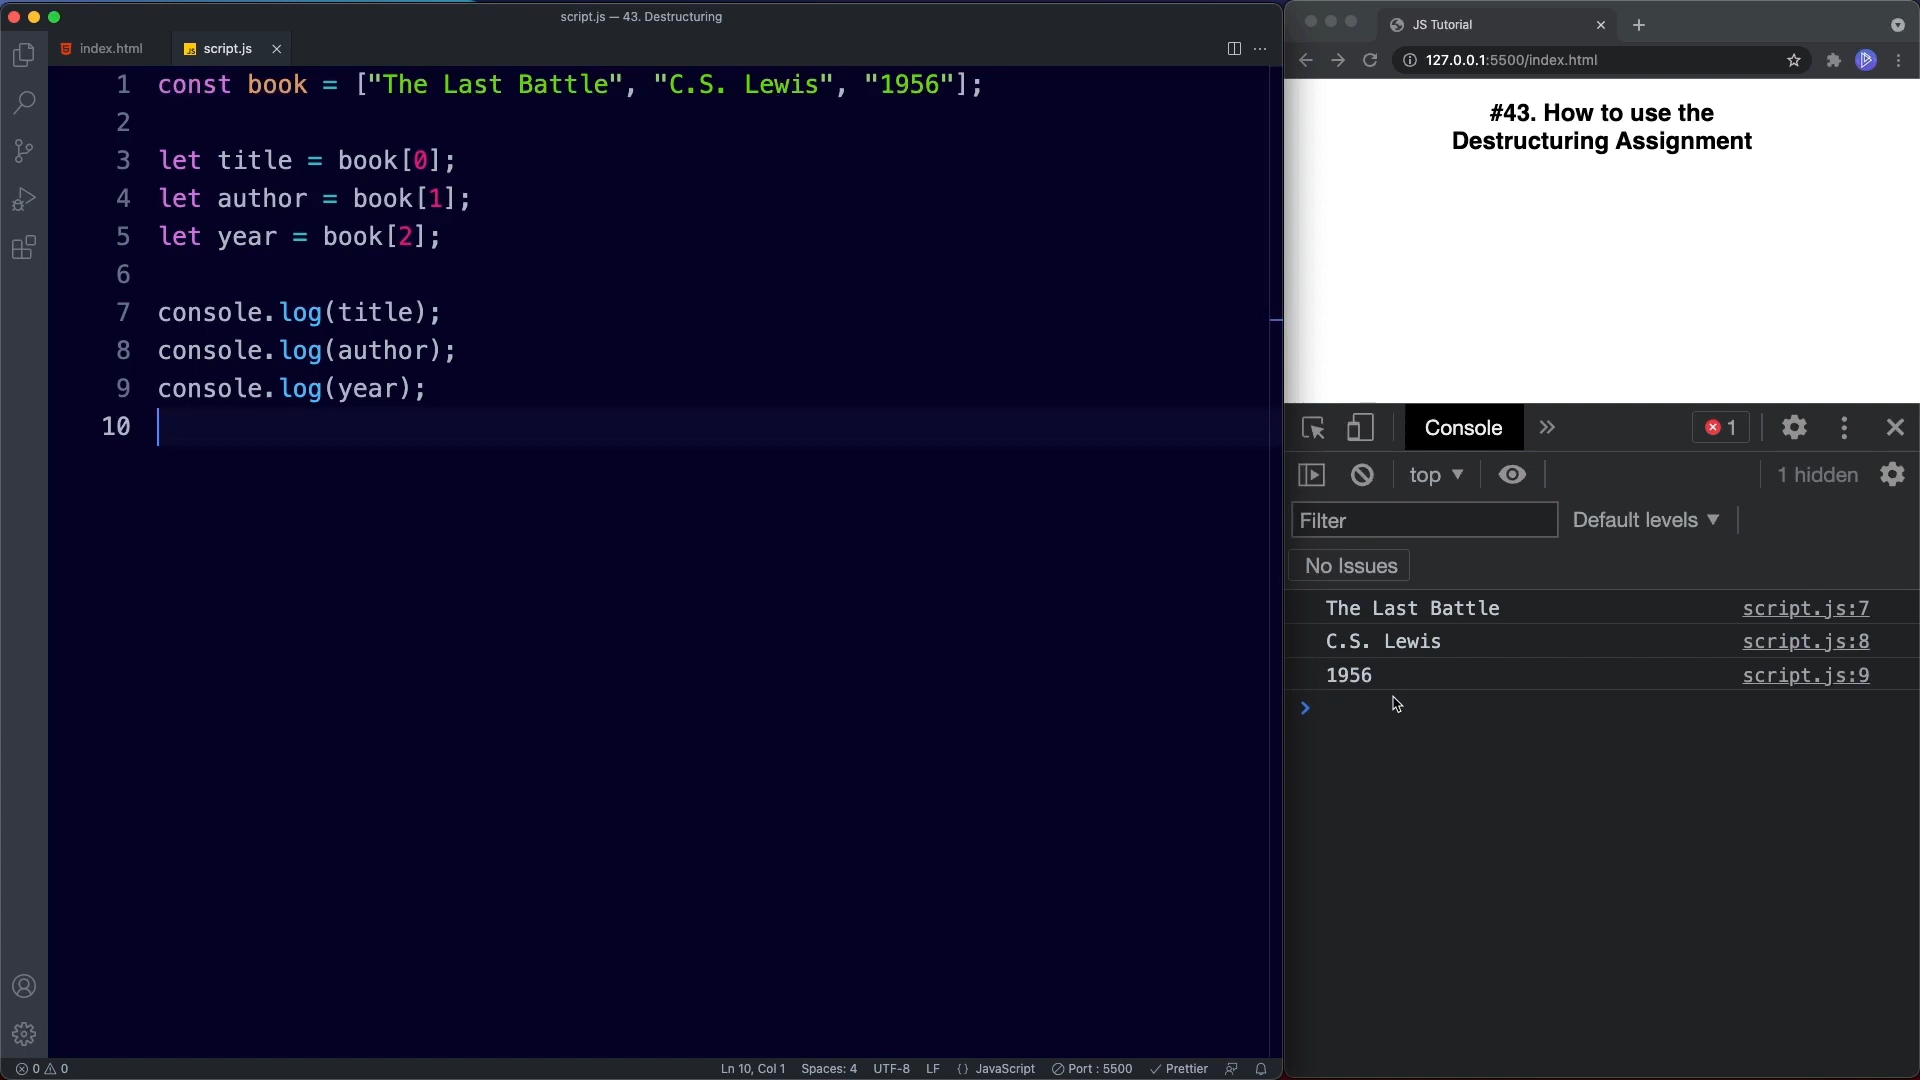 script.js — 43. Destructuring
index.html
script.js
1 const book = ["The Last Battle", "C.S. Lewis", "1956"];
2
3 let title = book[0];
4 let author = book[1];
5 let year = book[2];
6
7 console.log(title);
8 console.log(author);
9 console.log(year);
10
0 0
Ln 10, Col 1 Spaces: 4 UTF-8 LF {} JavaScript Port : 5500 Prettier
JS Tutorial
127.0.0.1:5500/index.html
#43. How to use the
Destructuring Assignment
Console 1
top 1 hidden
Filter Default levels
No Issues
The Last Battle script.js:7
C.S. Lewis script.js:8
1956 script.js:9